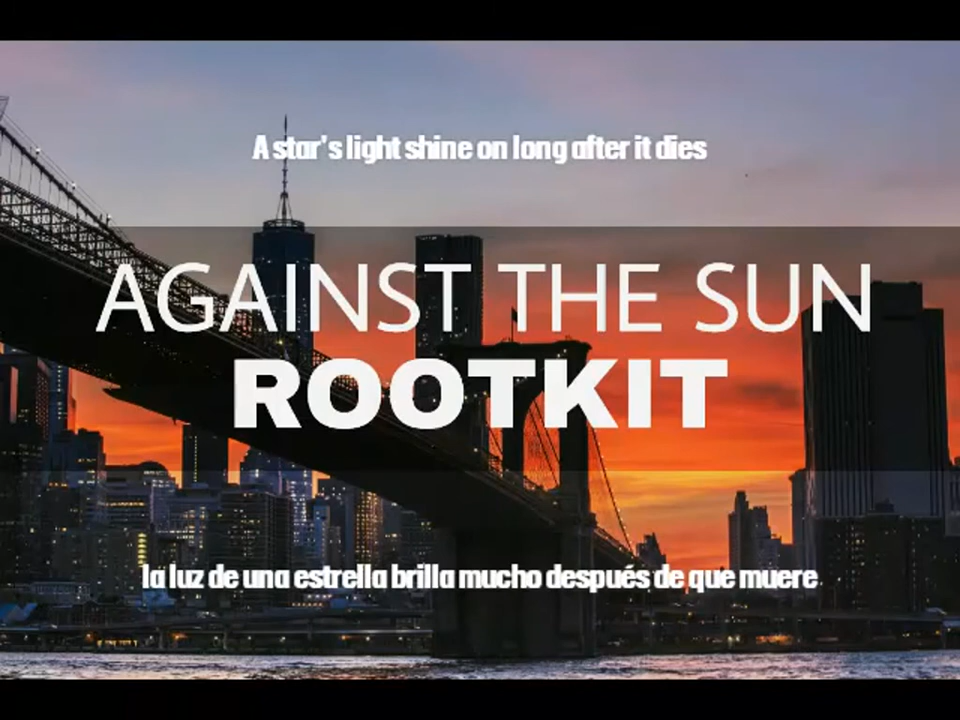 A star's light shine on long after it dies
AGAINST THE SUN
ROOTKIT
la luz de una estrella brilla mucho después de que muere